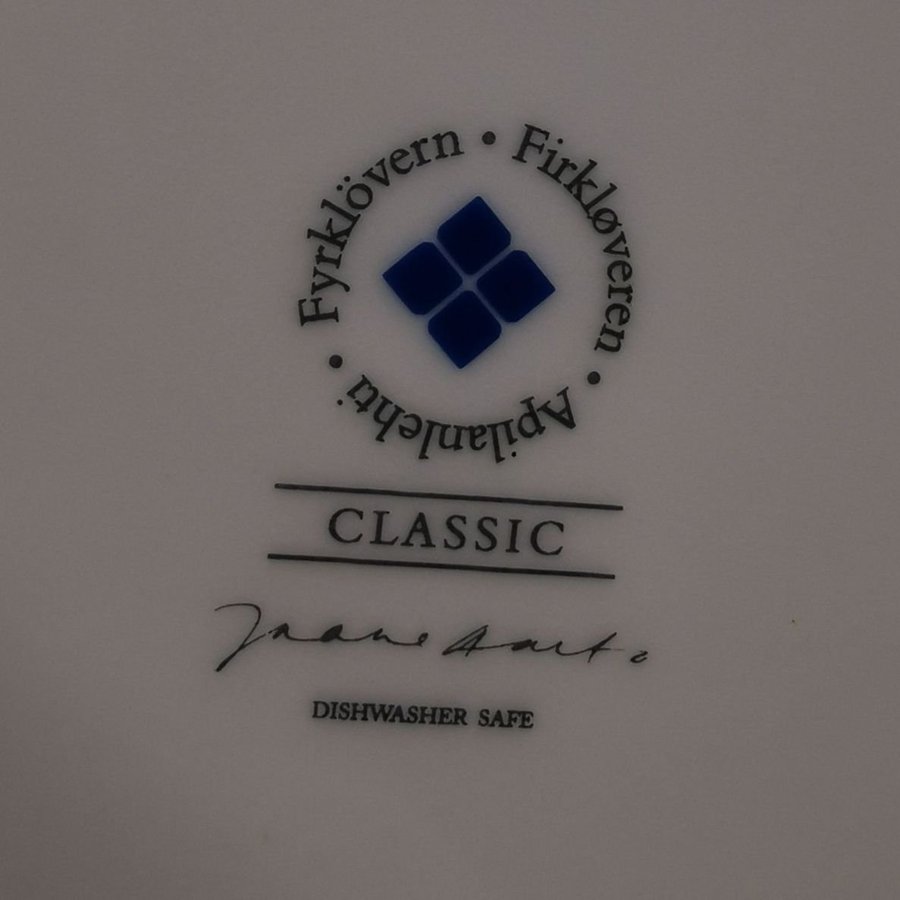 Fyrklövern • Firkløveren • Apilanlehti •
CLASSIC
DISHWASHER SAFE